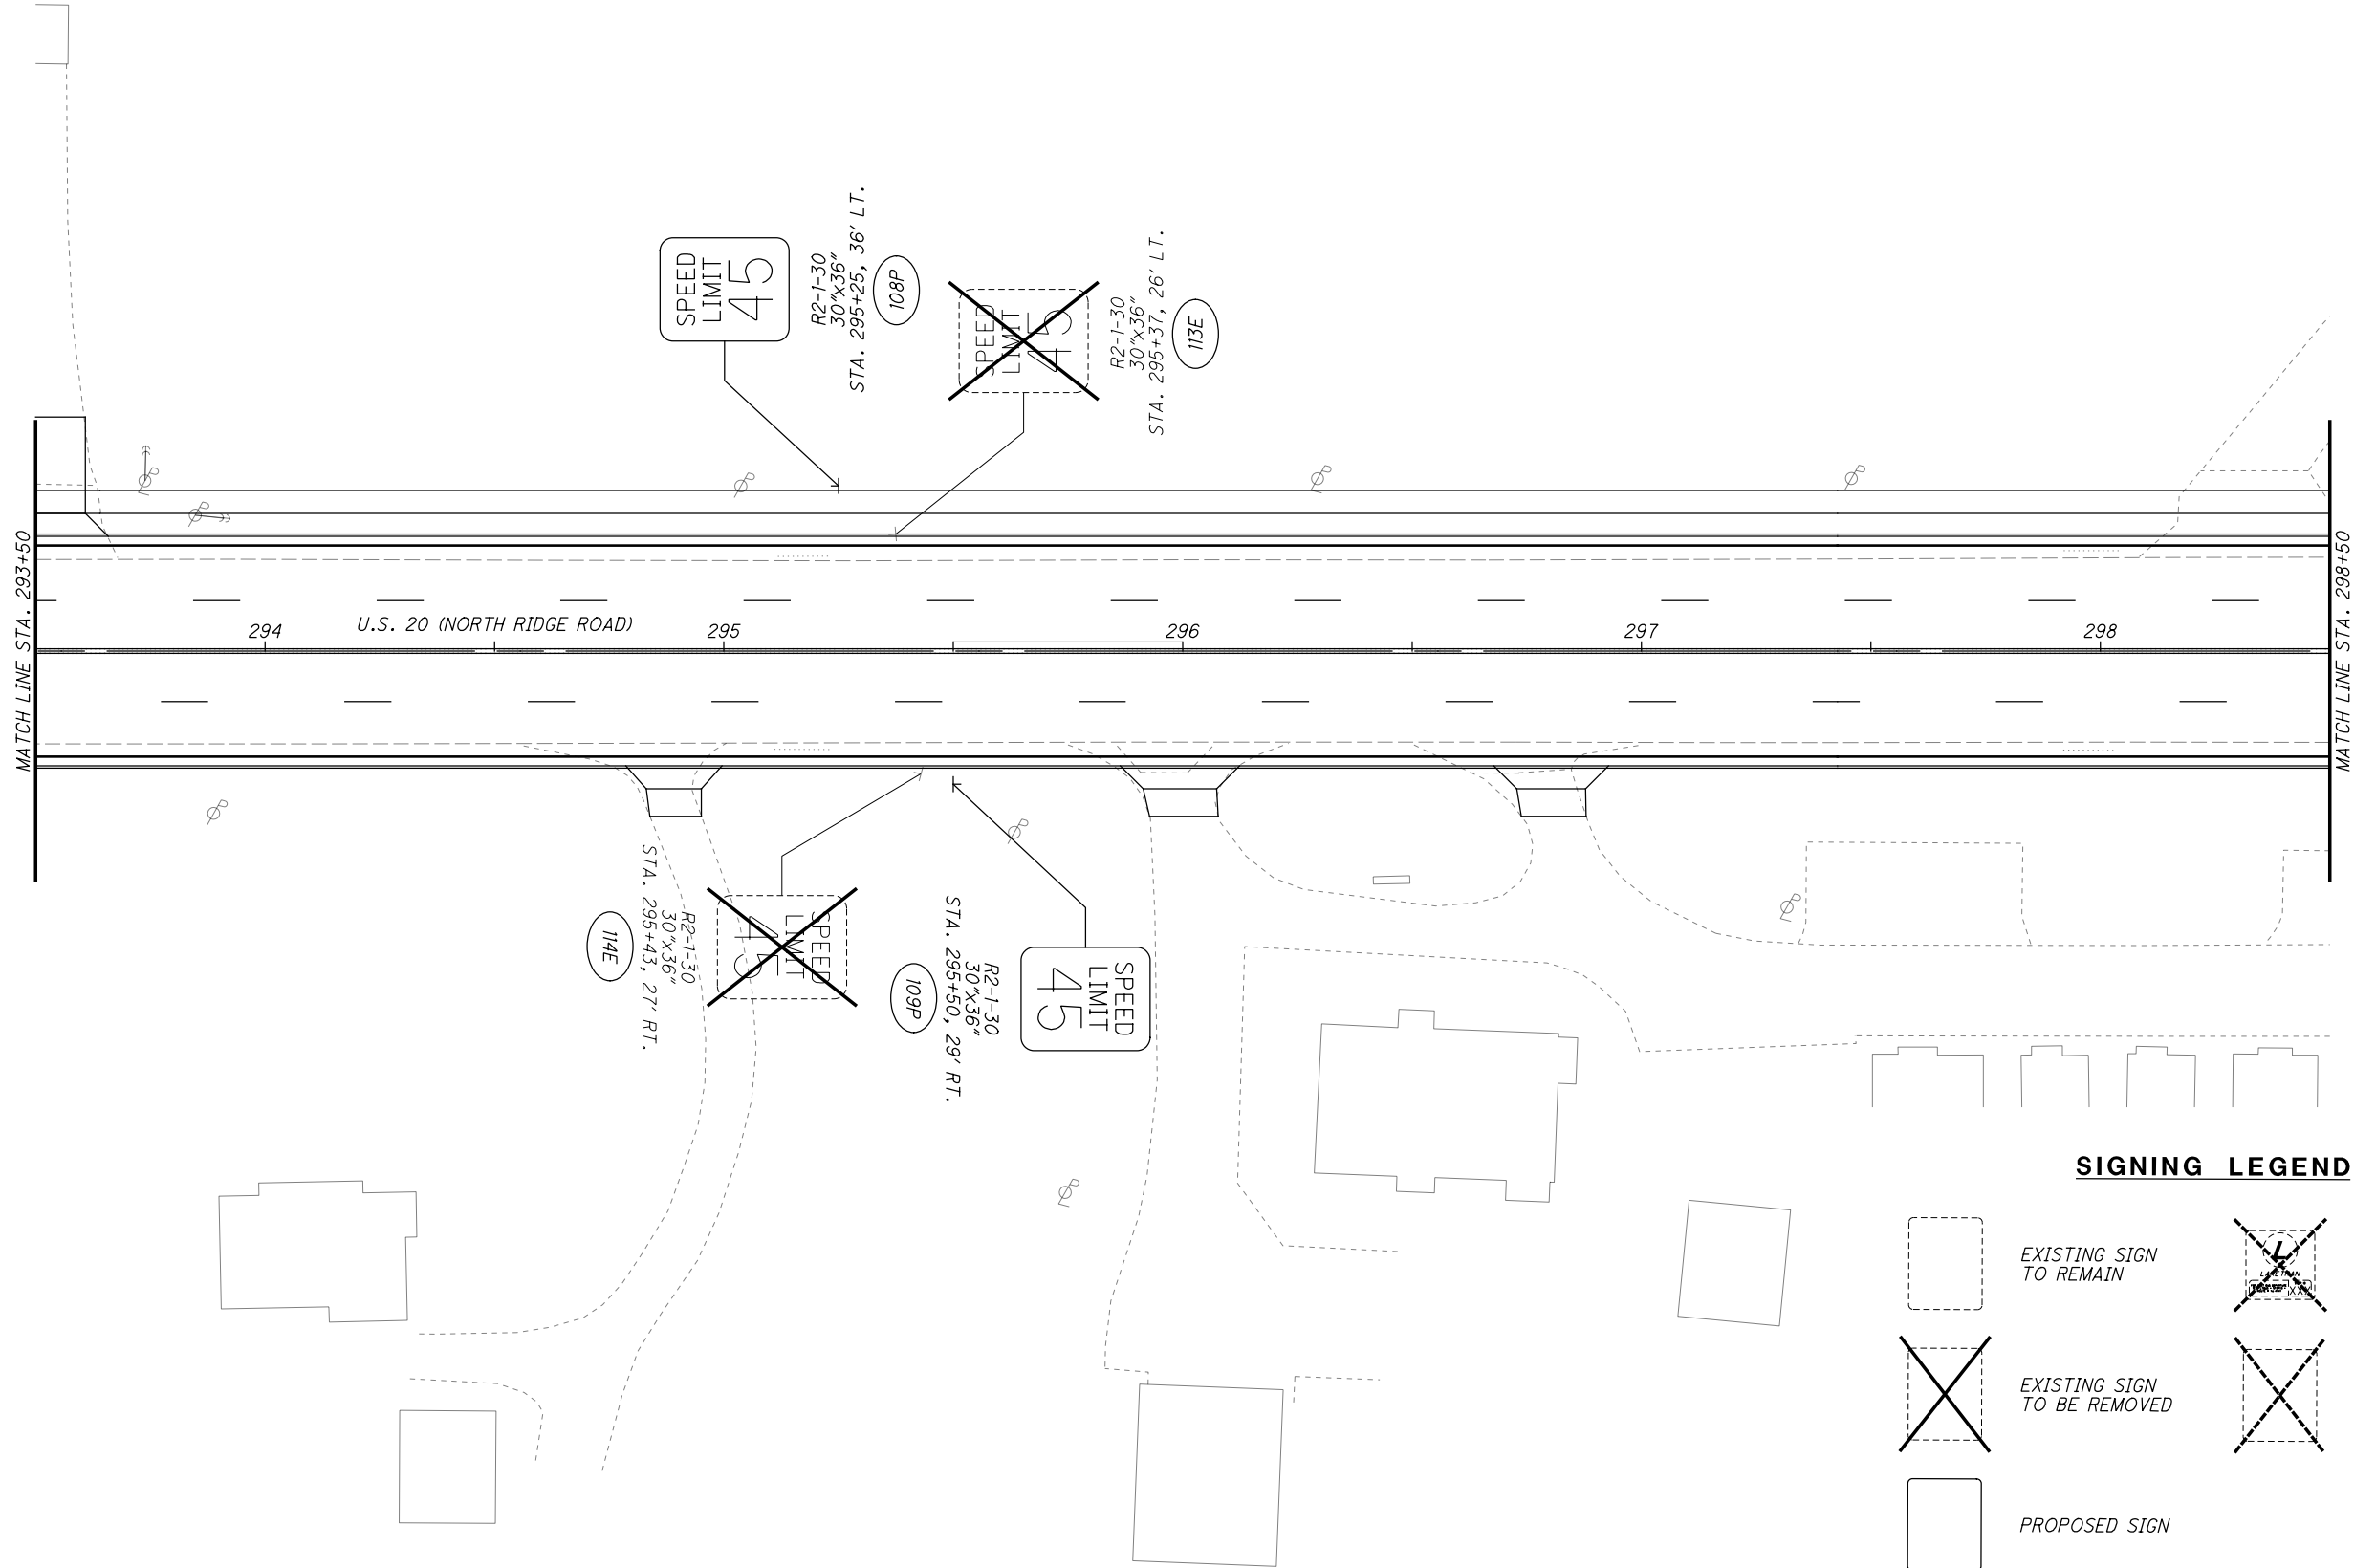 SPEED
LIMIT
45
R2-1-30
30"x36"
STA. 295+25, 36' LT.
108P
SPEED
LIMIT
45
R2-1-30
30"x36"
STA. 295+37, 26' LT.
113E
MATCH LINE STA. 293+50
U.S. 20 (NORTH RIDGE ROAD)
294
295
296
297
298
MATCH LINE STA. 298+50
SPEED
LIMIT
45
R2-1-30
30"x36"
STA. 295+43, 27' RT.
114E
SPEED
LIMIT
45
R2-1-30
30"x36"
STA. 295+50, 29' RT.
109P
P
P
P
P
P
P
P
P
P
SIGNING LEGEND
EXISTING SIGN
TO REMAIN
L
LAKETRAN
XXX
EXISTING SIGN
TO BE REMOVED
PROPOSED SIGN